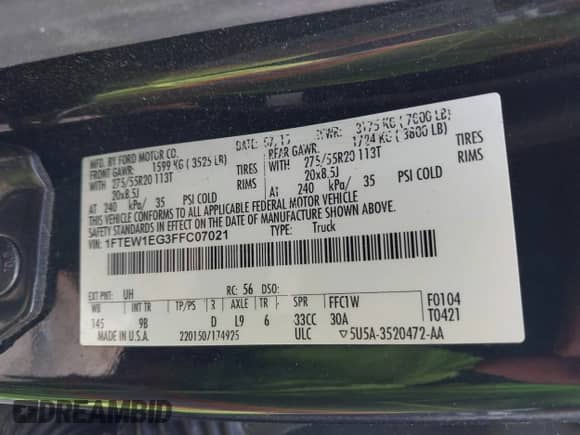 MFD. BY FORD MOTOR CO. DATE: 07/15 GVWR: 3175 KG ( 7000 LB)
FRONT GAWR: 1599 KG ( 3525 LB) REAR GAWR: 1724 KG ( 3800 LB)
WITH 275/55R20 113T TIRES WITH 275/55R20 113T TIRES
20x8.5J RIMS 20x8.5J RIMS
AT 240 kPa/ 35 PSI COLD AT 240 kPa/ 35 PSI COLD
THIS VEHICLE CONFORMS TO ALL APPLICABLE FEDERAL MOTOR VEHICLE
SAFETY STANDARDS IN EFFECT ON THE DATE OF MANUFACTURE SHOWN ABOVE.
VIN: 1FTEW1EG3FFC07021 TYPE: Truck
EXT PNT: UH RC: 56 DSO: FFC1W F0104
WB INT TR TP/PS R AXLE TR SPR T0421
145 9B D L9 6 33CC 30A
MADE IN U.S.A. 220150/174925 ULC ▽5U5A-3520472-AA
DREAMBID